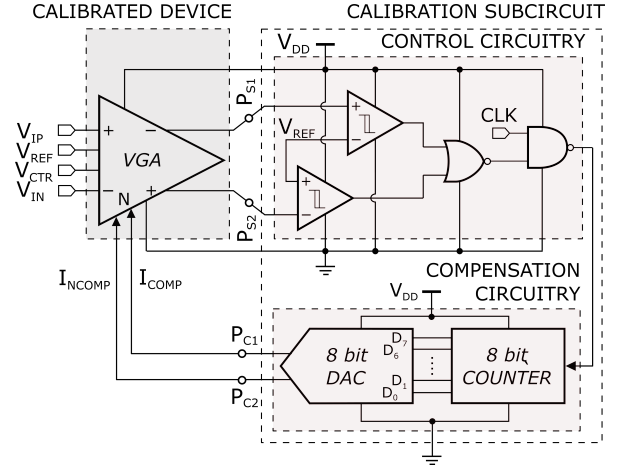 CALIBRATED DEVICE
CALIBRATION SUBCIRCUIT
CONTROL CIRCUITRY
VDD
PS1
VREF
CLK
VIP
VREF
VCTR
VIN
+
−
−
+
N
VGA
+
−
+
−
PS2
INCOMP
ICOMP
COMPENSATION
CIRCUITRY
VDD
PC1
PC2
8 bit
DAC
D7
D6
D1
D0
8 bit
COUNTER